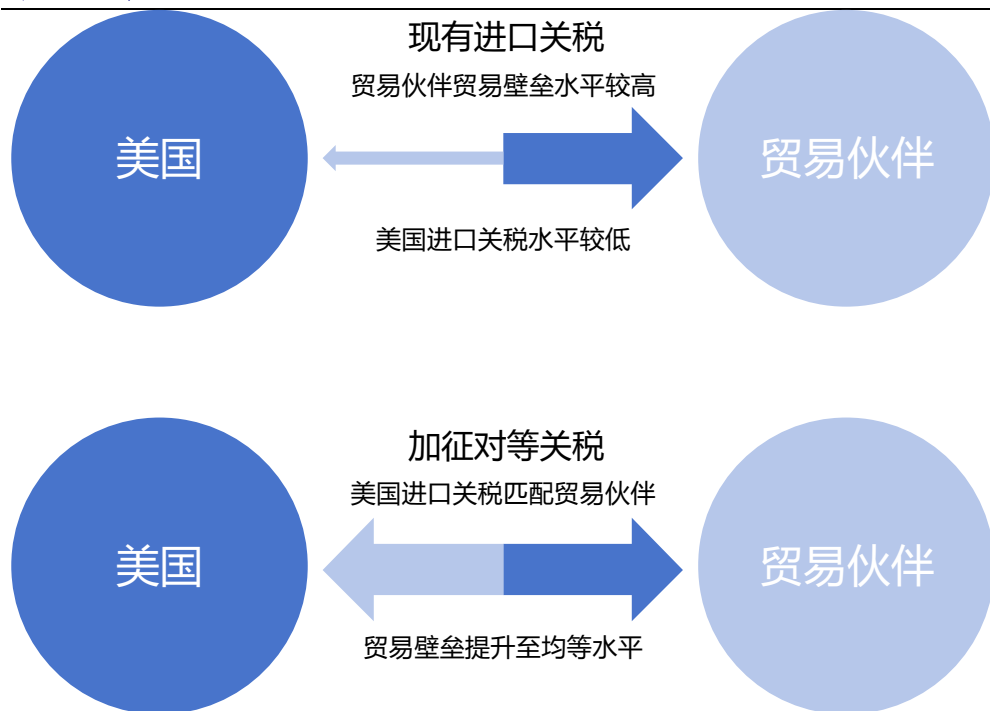 现有进口关税
贸易伙伴贸易壁垒水平较高
美国
贸易伙伴
美国进口关税水平较低
加征对等关税
美国进口关税匹配贸易伙伴
美国
贸易伙伴
贸易壁垒提升至均等水平